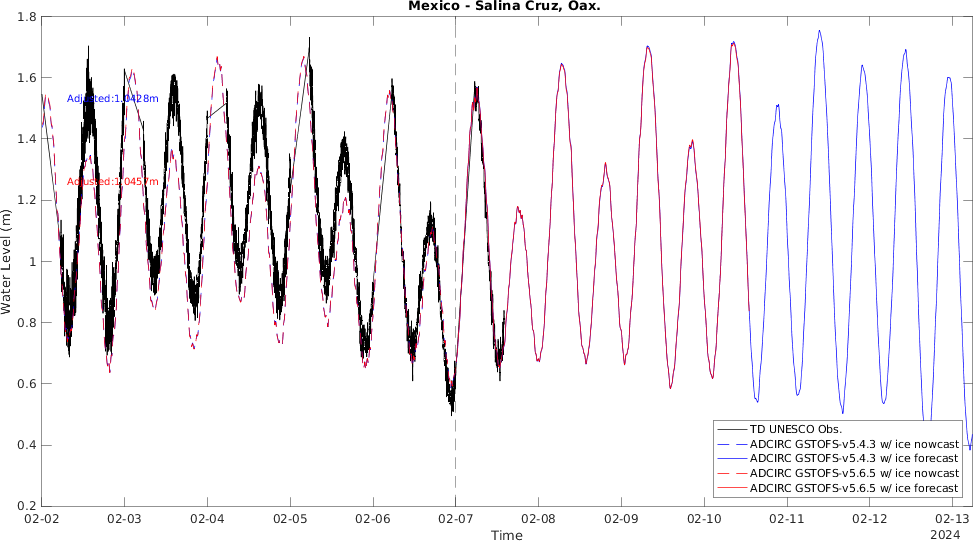 Mexico - Salina Cruz, Oax.
1.8
1.6
1.4
1.2
1
0.8
0.6
0.4
0.2
Water Level (m)
Adjusted:1.0428m
Adjusted:1.0457m
TD UNESCO Obs.
ADCIRC GSTOFS-v5.4.3 w/ ice nowcast
ADCIRC GSTOFS-v5.4.3 w/ ice forecast
ADCIRC GSTOFS-v5.6.5 w/ ice nowcast
ADCIRC GSTOFS-v5.6.5 w/ ice forecast
02-02 02-03 02-04 02-05 02-06 02-07 02-08 02-09 02-10 02-11 02-12 02-13
Time
2024